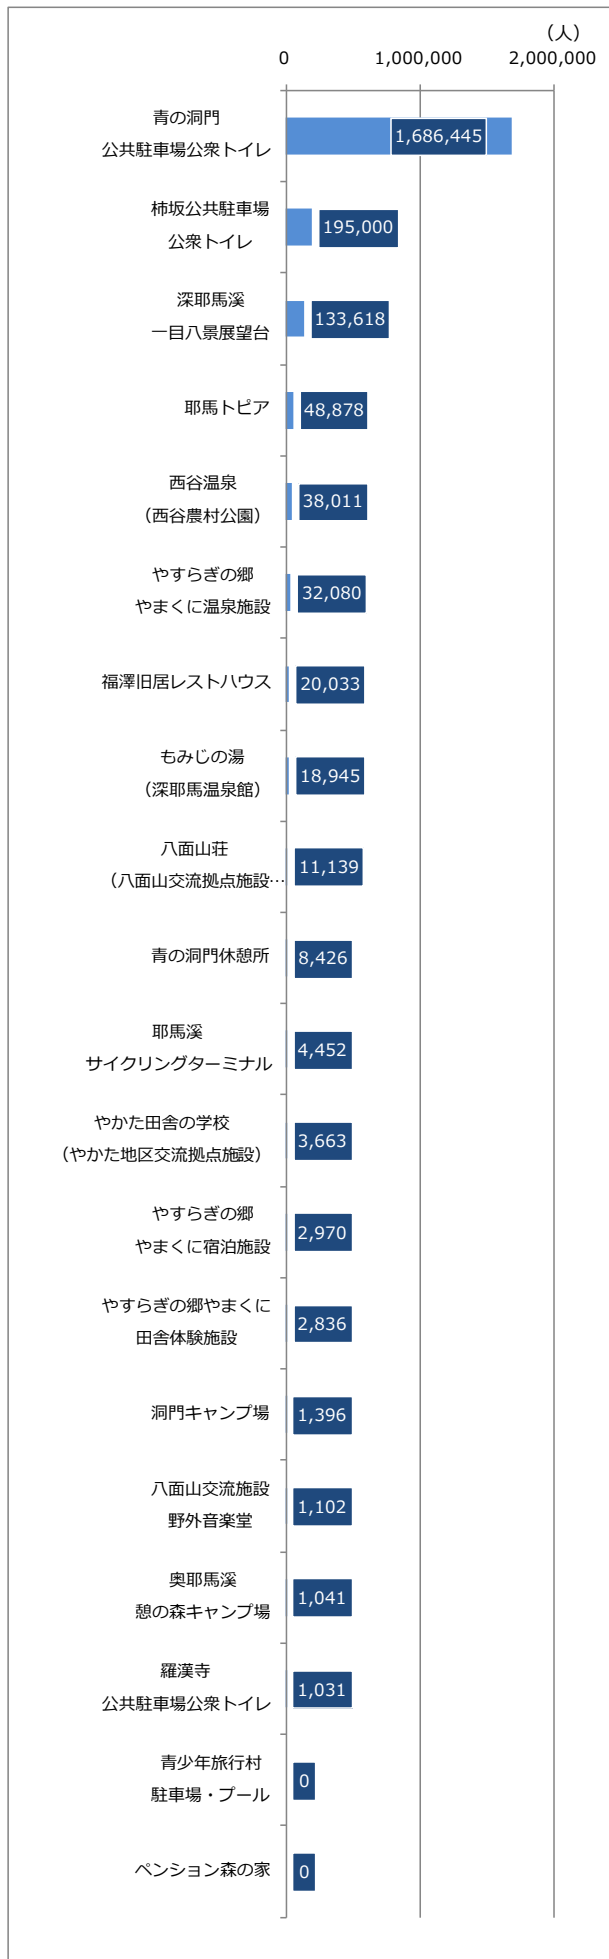 （人）
0
1,000,000
2,000,000
青の洞門
公共駐車場公衆トイレ
1,686,445
柿坂公共駐車場
公衆トイレ
195,000
深耶馬溪
一目八景展望台
133,618
耶馬トピア
48,878
西谷温泉
（西谷農村公園）
38,011
やすらぎの郷
やまくに温泉施設
32,080
福澤旧居レストハウス
20,033
もみじの湯
（深耶馬温泉館）
18,945
八面山荘
（八面山交流拠点施設…
11,139
青の洞門休憩所
8,426
耶馬溪
サイクリングターミナル
4,452
やかた田舎の学校
（やかた地区交流拠点施設）
3,663
やすらぎの郷
やまくに宿泊施設
2,970
やすらぎの郷やまくに
田舎体験施設
2,836
洞門キャンプ場
1,396
八面山交流施設
野外音楽堂
1,102
奥耶馬溪
憩の森キャンプ場
1,041
羅漢寺
公共駐車場公衆トイレ
1,031
青少年旅行村
駐車場・プール
0
ペンション森の家
0